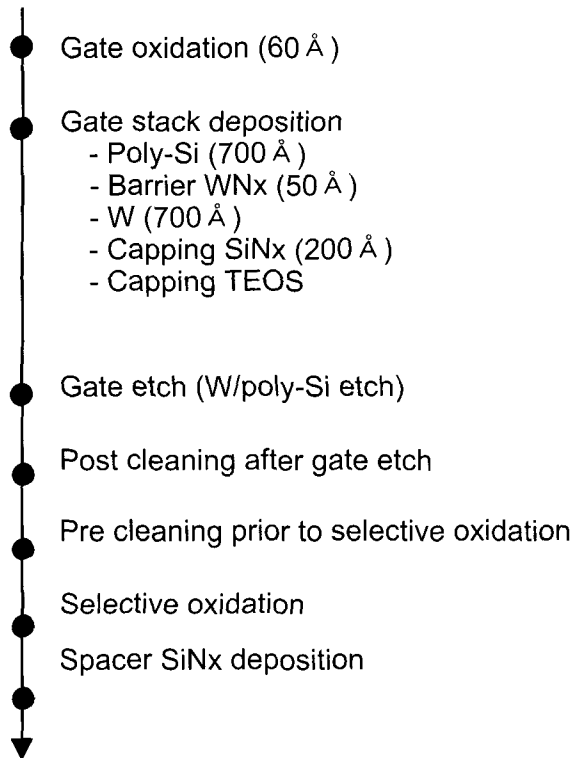 Gate oxidation (60 Å)
Gate stack deposition
- Poly-Si (700 Å)
- Barrier WNx (50 Å)
- W (700 Å)
- Capping SiNx (200 Å)
- Capping TEOS
Gate etch (W/poly-Si etch)
Post cleaning after gate etch
Pre cleaning prior to selective oxidation
Selective oxidation
Spacer SiNx deposition